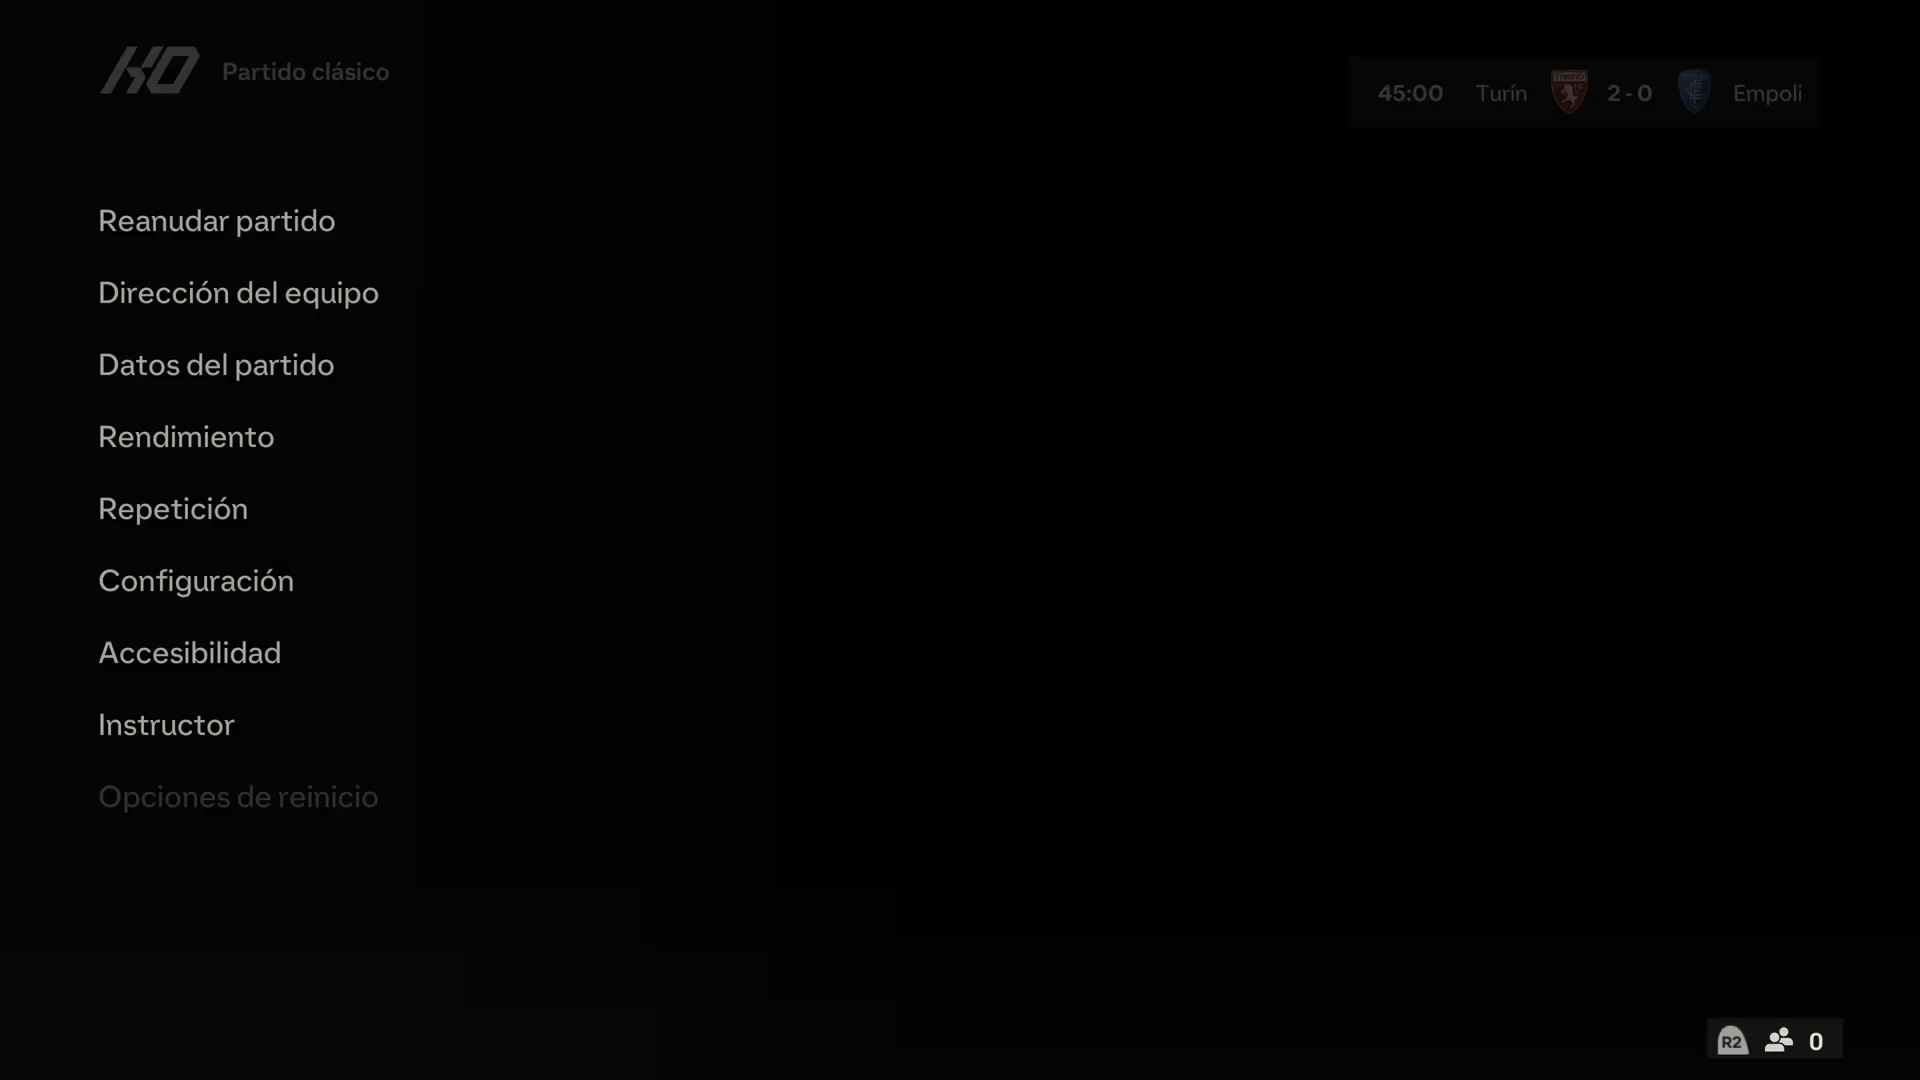 KO Partido clásico
45:00 Turín 2 - 0 Empoli
Reanudar partido
Dirección del equipo
Datos del partido
Rendimiento
Repetición
Configuración
Accesibilidad
Instructor
Opciones de reinicio
R2 0